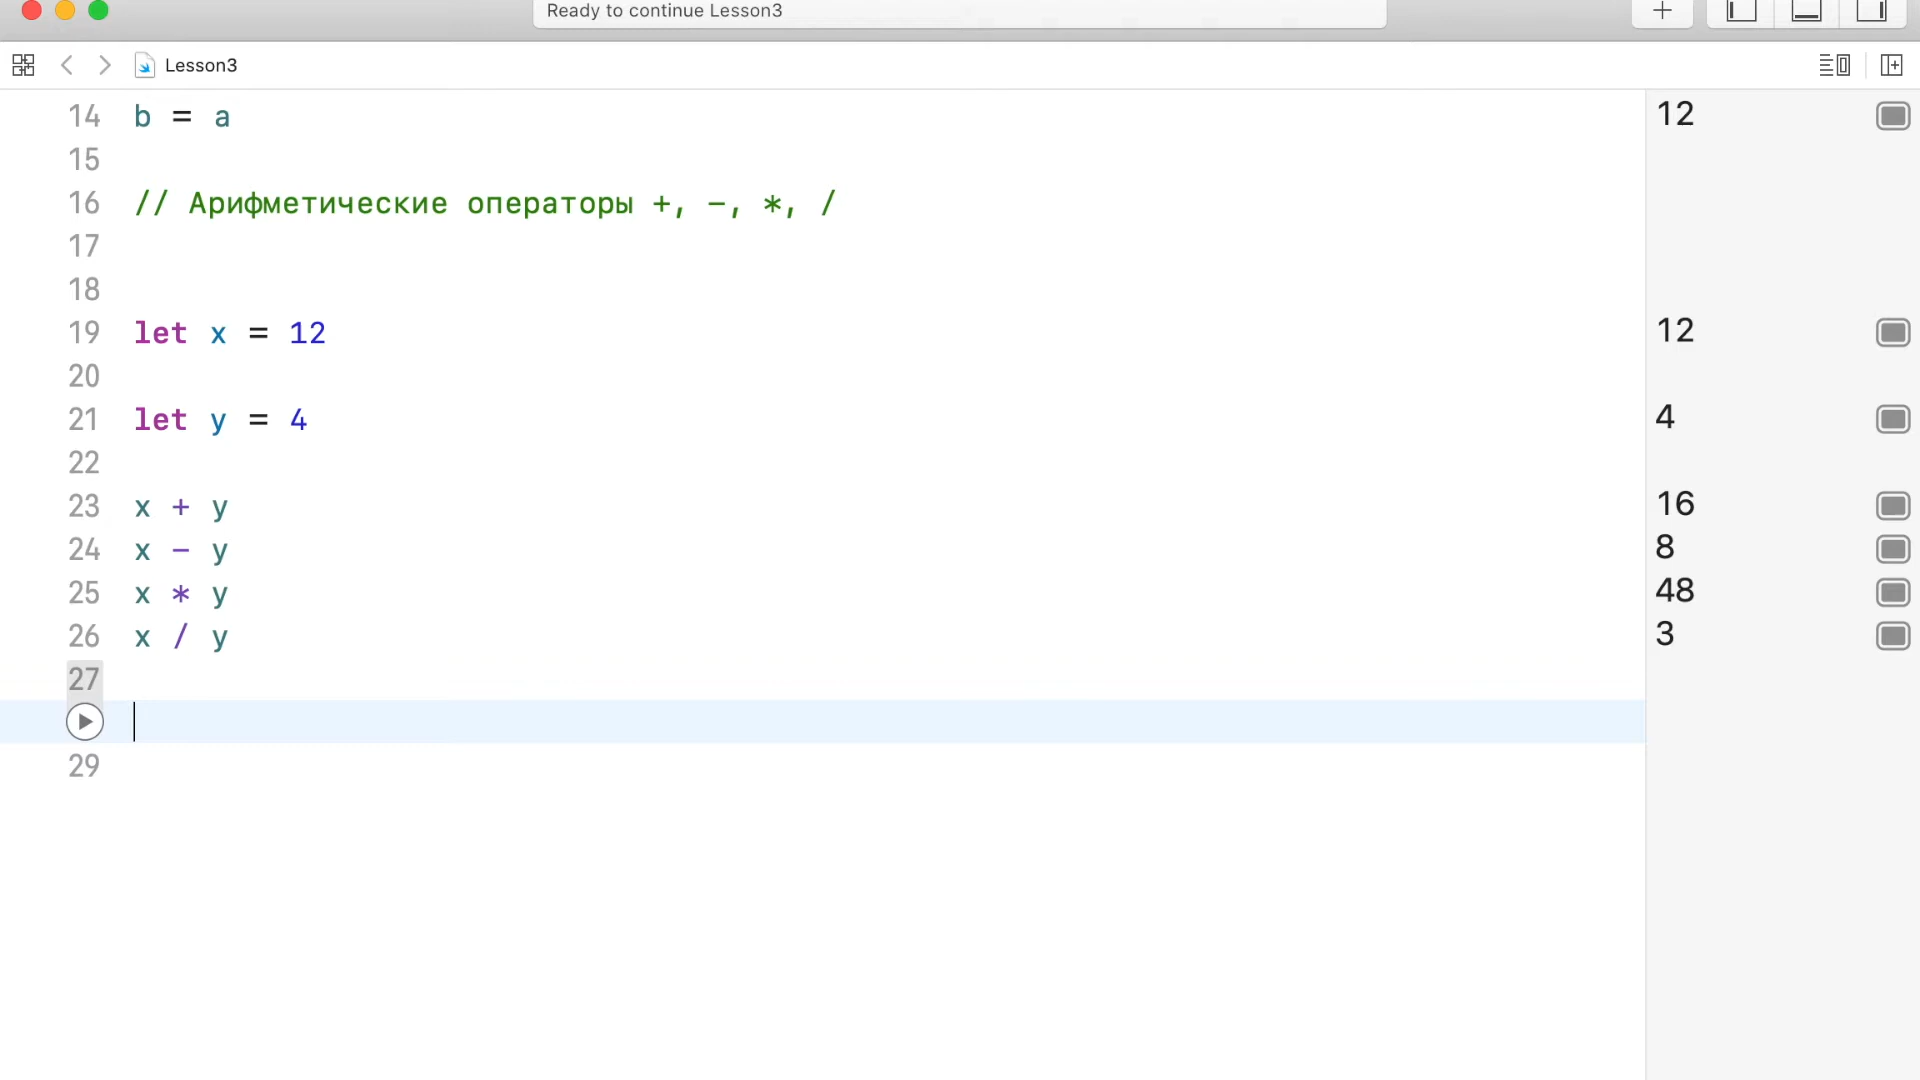 Ready to continue Lesson3
Lesson3
14 b = a 12
15
16 // Арифметические операторы +, -, *, /
17
18
19 let x = 12 12
20
21 let y = 4 4
22
23 x + y 16
24 x - y 8
25 x * y 48
26 x / y 3
27
29